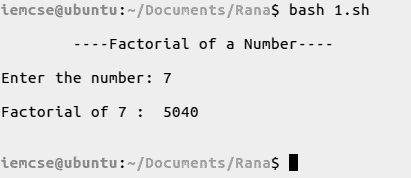 iemcse@ubuntu:~/Documents/Rana$ bash 1.sh
----Factorial of a Number----
Enter the number: 7
Factorial of 7 :  5040
iemcse@ubuntu:~/Documents/Rana$